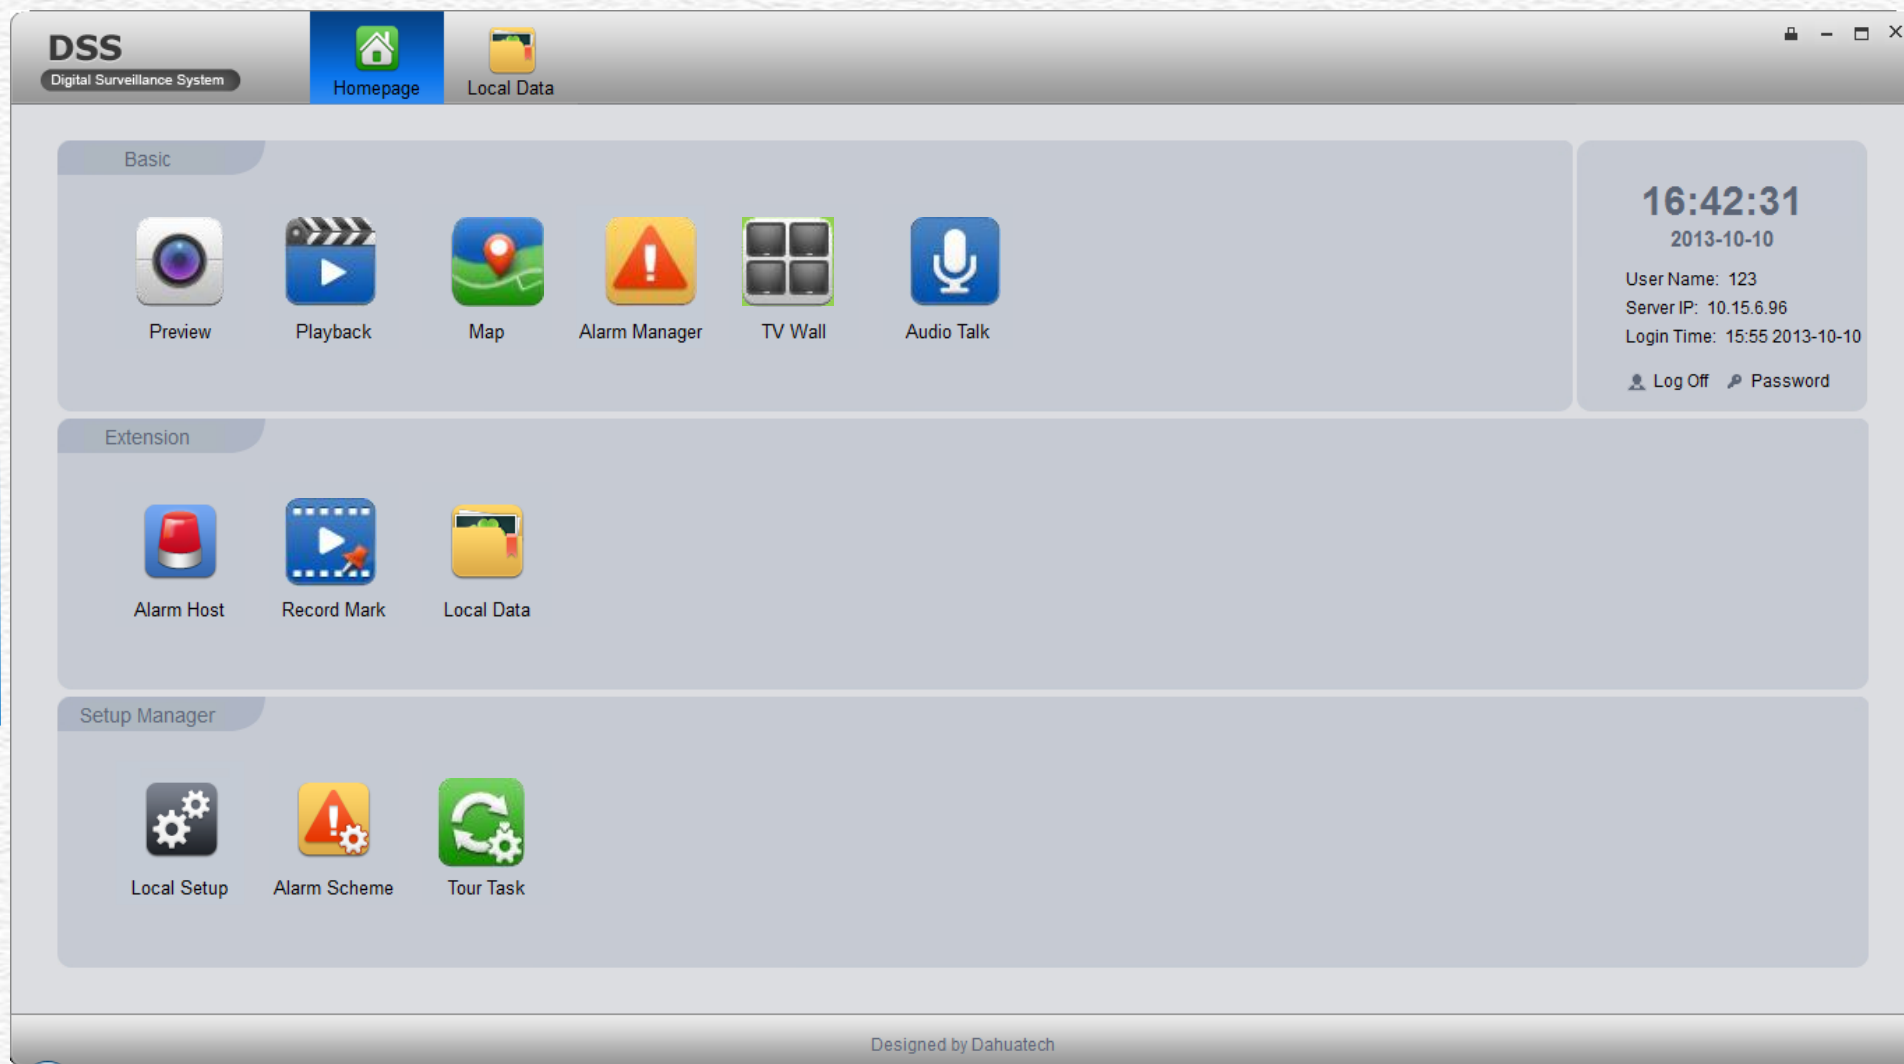 DSS
Digital Surveillance System
Homepage
Local Data
Basic
Preview
Playback
Map
Alarm Manager
TV Wall
Audio Talk
16:42:31
2013-10-10
User Name: 123
Server IP: 10.15.6.96
Login Time: 15:55 2013-10-10
Log Off
Password
Extension
Alarm Host
Record Mark
Local Data
Setup Manager
Local Setup
Alarm Scheme
Tour Task
Designed by Dahuatech